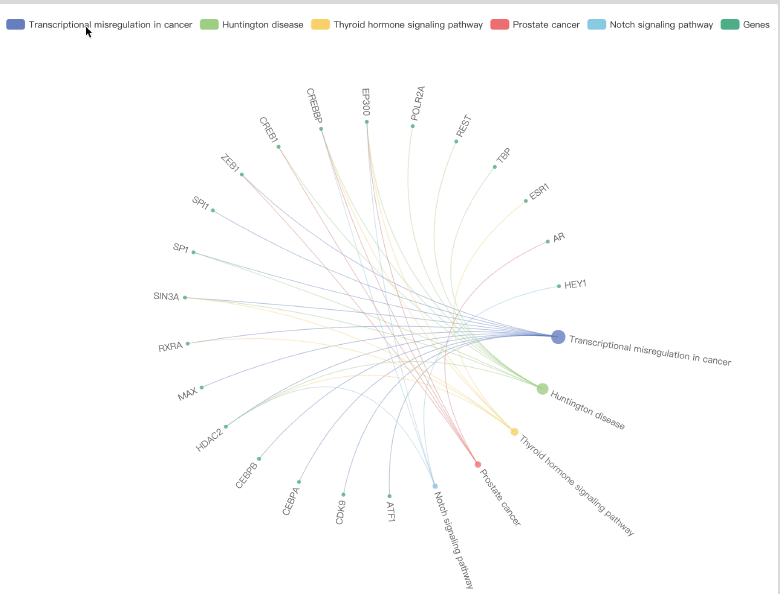 Transcriptional misregulation in cancer
Huntington disease
Thyroid hormone signaling pathway
Prostate cancer
Notch signaling pathway
Genes
EP300
POLR2A
REST
TBP
ESR1
AR
HEY1
Transcriptional misregulation in cancer
Huntington disease
Thyroid hormone signaling pathway
Prostate cancer
Notch signaling pathway
ATF1
CDK9
CEBPA
CEBPB
HDAC2
MAX
RXRA
SIN3A
SP1
SPI1
ZEB1
CREB1
CREBBP